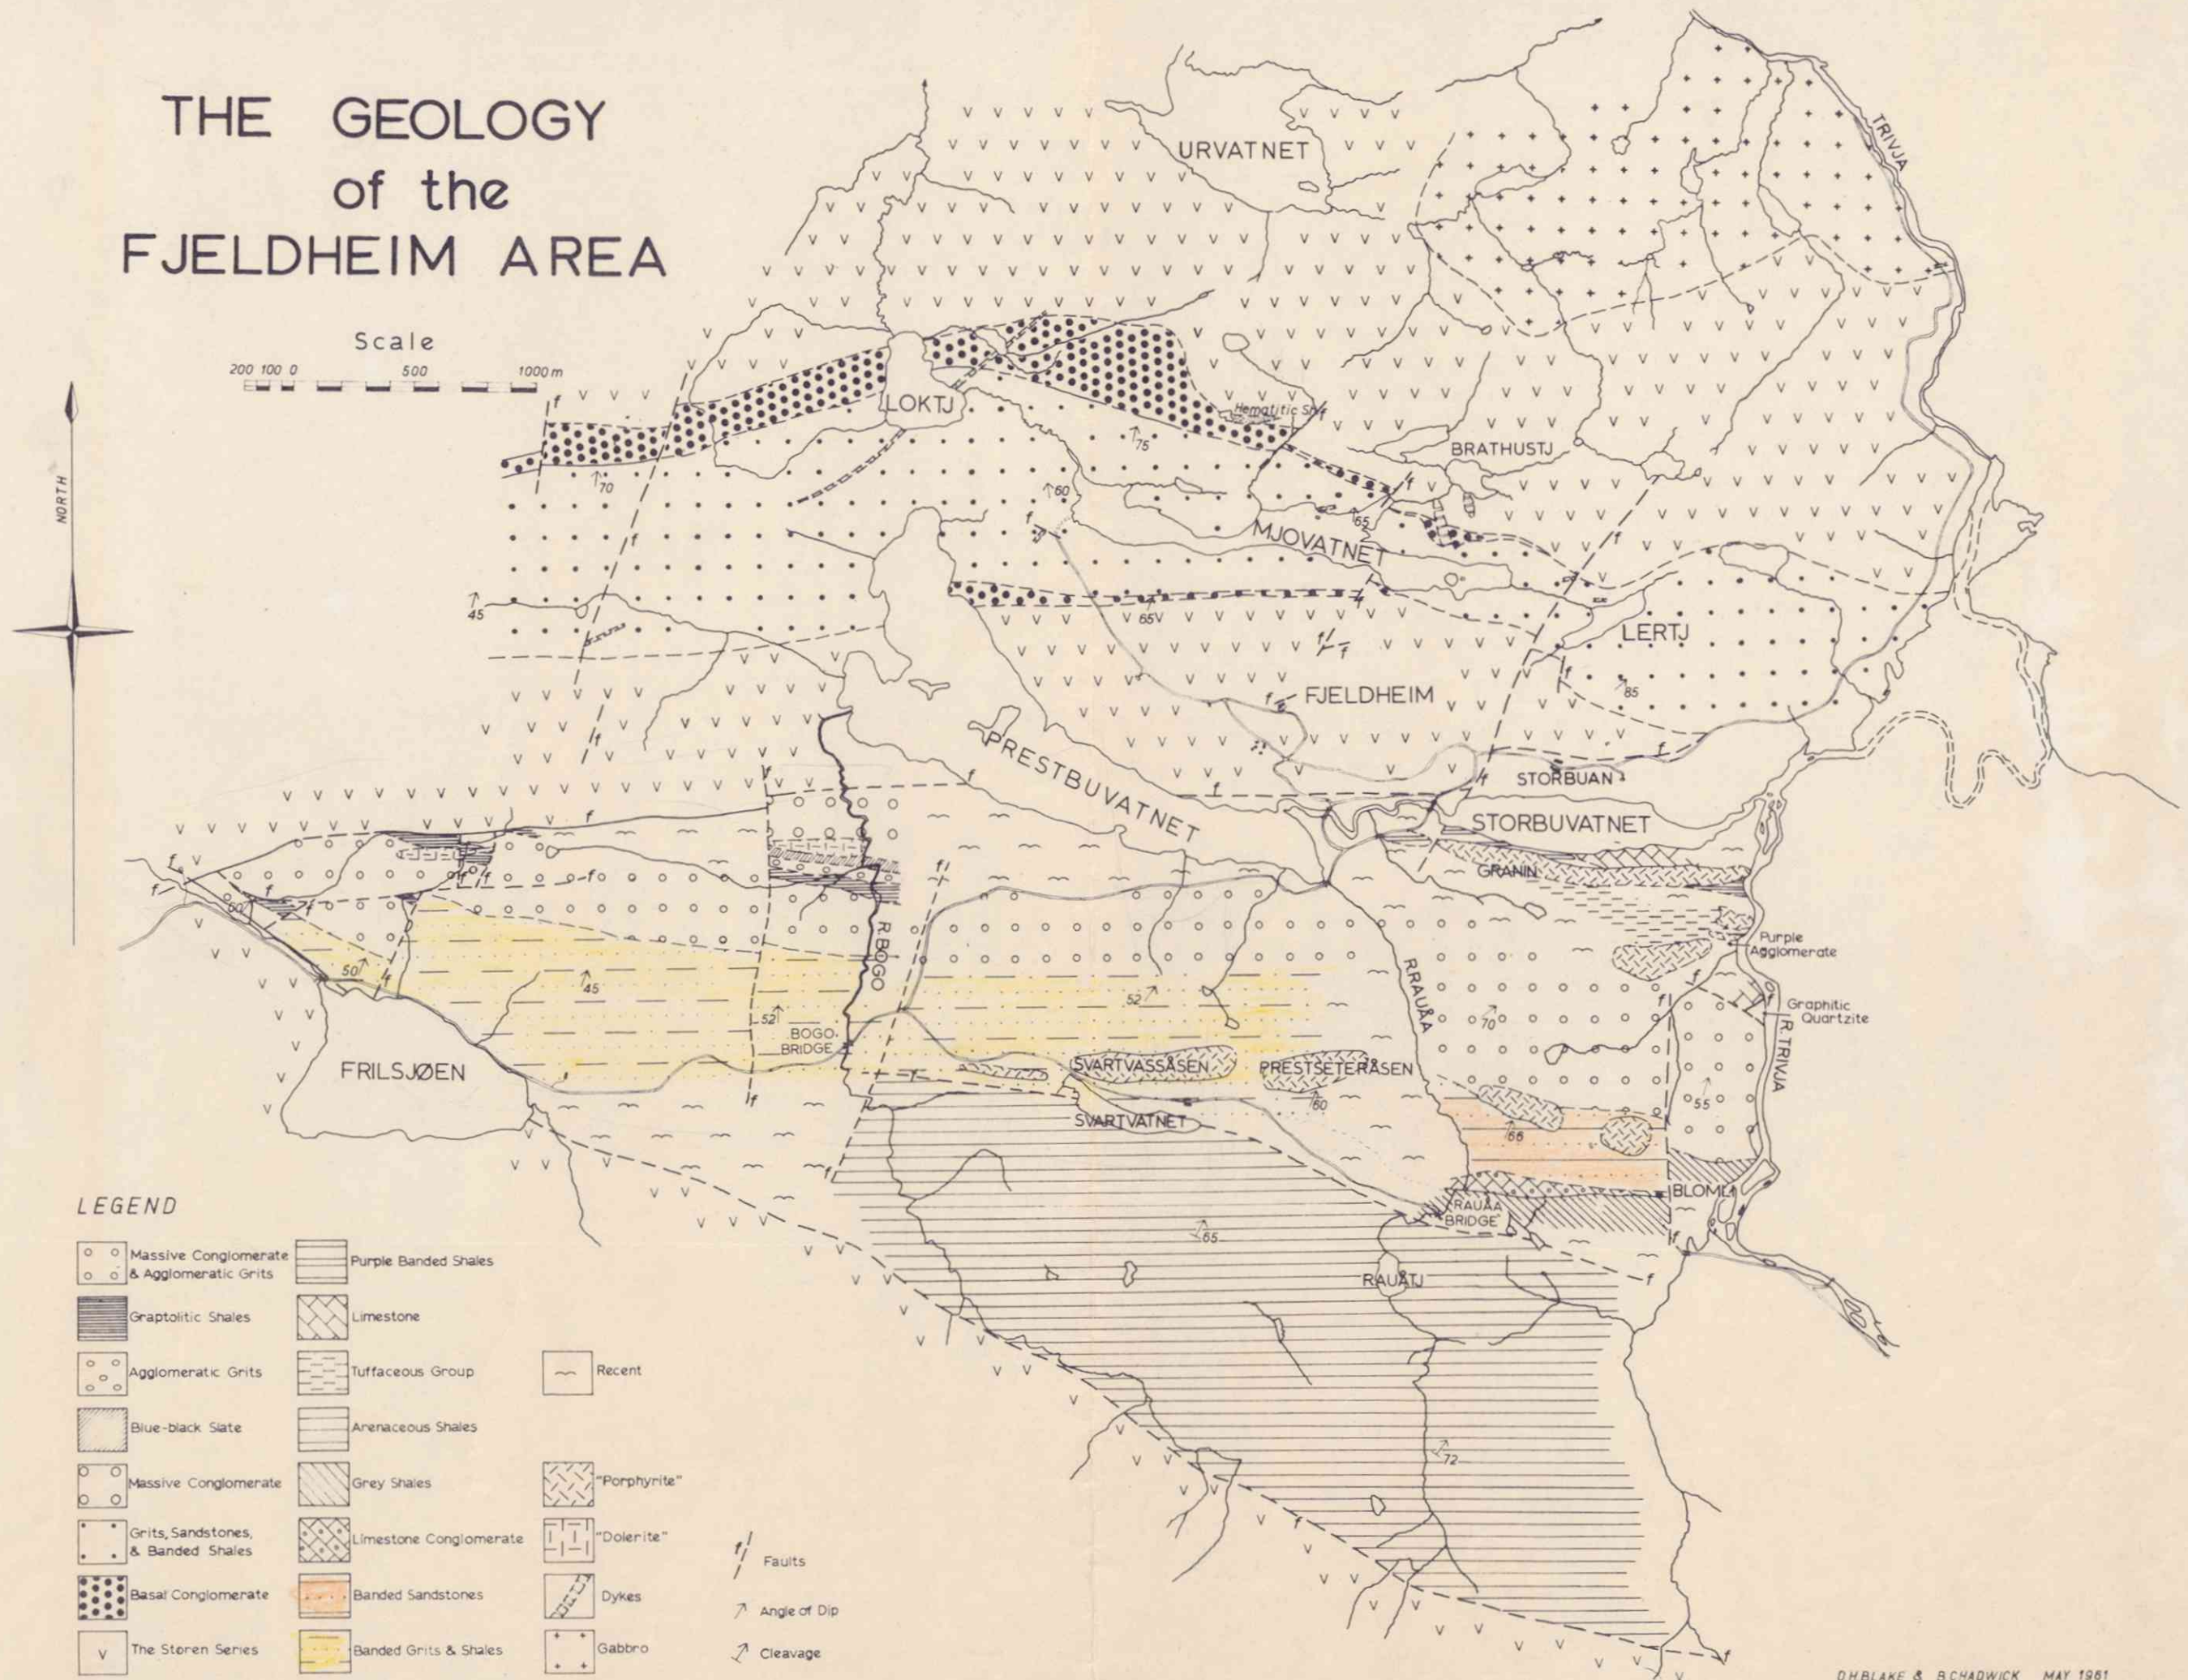 THE GEOLOGY
of the
FJELDHEIM AREA
Scale
200 100 0 500 1000 m
NORTH
URVATNET
TRIVJA
LOKTJ
BRATHUSTJ
MJOVATNET
LERTJ
FJELDHEIM
PRESTBUVATNET
STORBUAN
STORBUVATNET
GRANIN
Purple
Agglomerate
Graphitic
Quartzite
R. TRIVJA
R. BOGO
R. RAUÅA
BOGO
BRIDGE
FRILSJØEN
SVARTVASSÅSEN
PRESTSETERÅSEN
SVARTVATNET
BLOMLI
RAUÅA
BRIDGE
RAUÅTJ
70
75
60
65
45
65
85
60
50
45
52
52
70
60
66
55
65
72
LEGEND
Massive Conglomerate
& Agglomeratic Grits
Purple Banded Shales
Graptolitic Shales
Limestone
Agglomeratic Grits
Tuffaceous Group
Recent
Blue-black Slate
Arenaceous Shales
Massive Conglomerate
Grey Shales
"Porphyrite"
Grits, Sandstones,
& Banded Shales
Limestone Conglomerate
"Dolerite"
Faults
Basal Conglomerate
Banded Sandstones
Dykes
Angle of Dip
The Storen Series
Banded Grits & Shales
Gabbro
Cleavage
D.H.BLAKE & B.CHADWICK MAY 1961